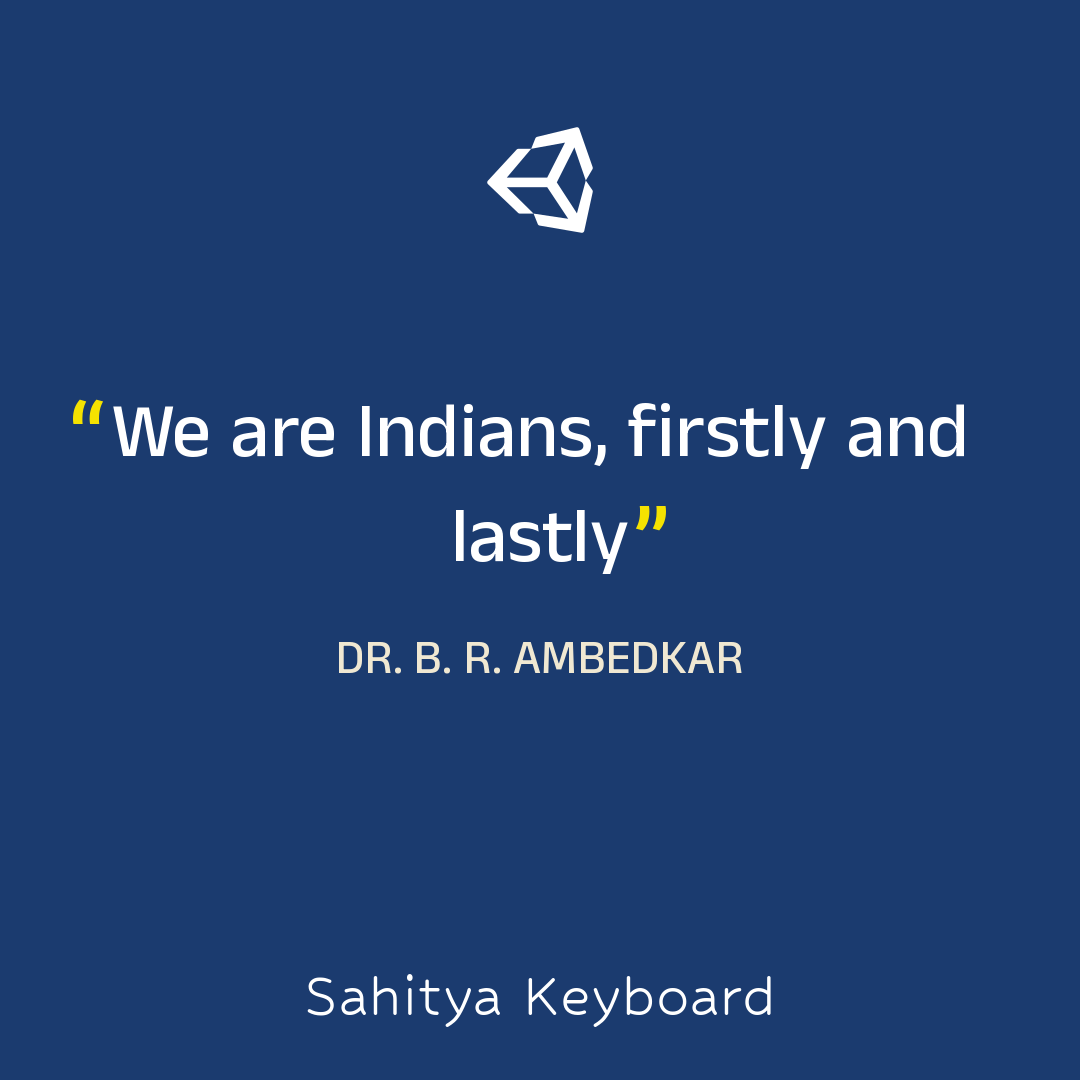 “We are Indians, firstly and
lastly”
DR. B. R. AMBEDKAR
Sahitya Keyboard